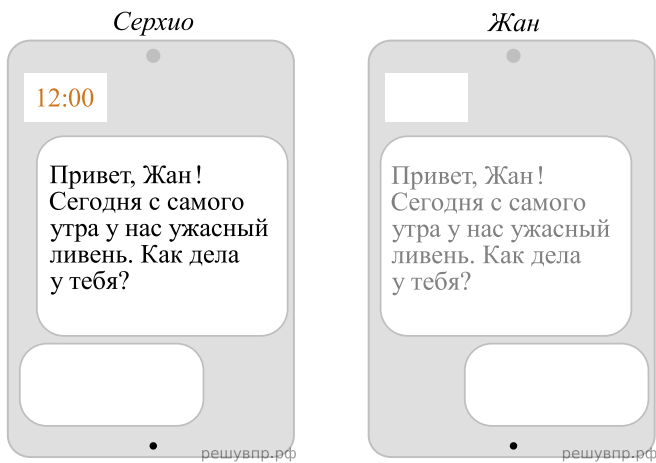 Серхио
12:00
Привет, Жан!
Сегодня с самого
утра у нас ужасный
ливень. Как дела
у тебя?
решувпр.рф
Жан
Привет, Жан!
Сегодня с самого
утра у нас ужасный
ливень. Как дела
у тебя?
решувпр.рф